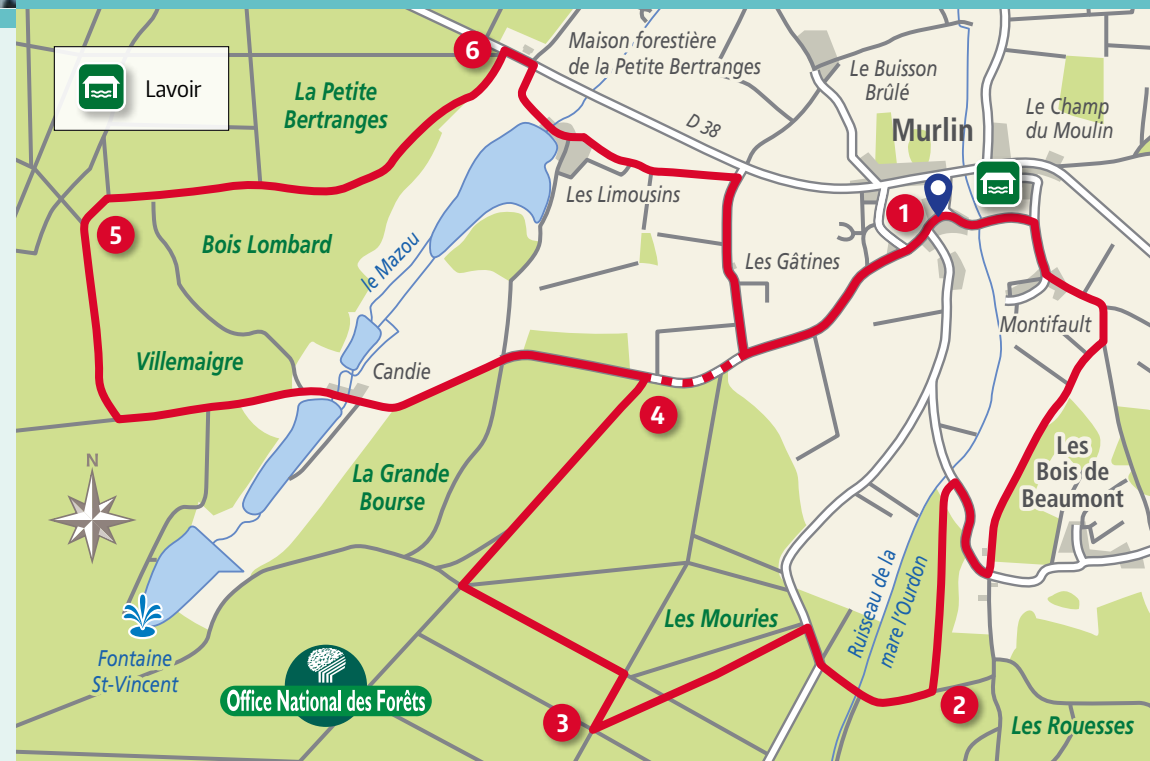 Lavoir
6
Maison forestière
de la Petite Bertranges
Le Buisson
Brûlé
Le Champ
du Moulin
La Petite
Bertranges
D 38
Murlin
1
Les Limousins
5
Bois Lombard
le Mazou
Les Gâtines
Montifault
Villemaigre
Candie
4
Les
Bois de
Beaumont
N
La Grande
Bourse
Ruisseau de la
mare l'Ourdon
Les Mouries
Fontaine
St-Vincent
Office National des Forêts
3
2
Les Rouesses